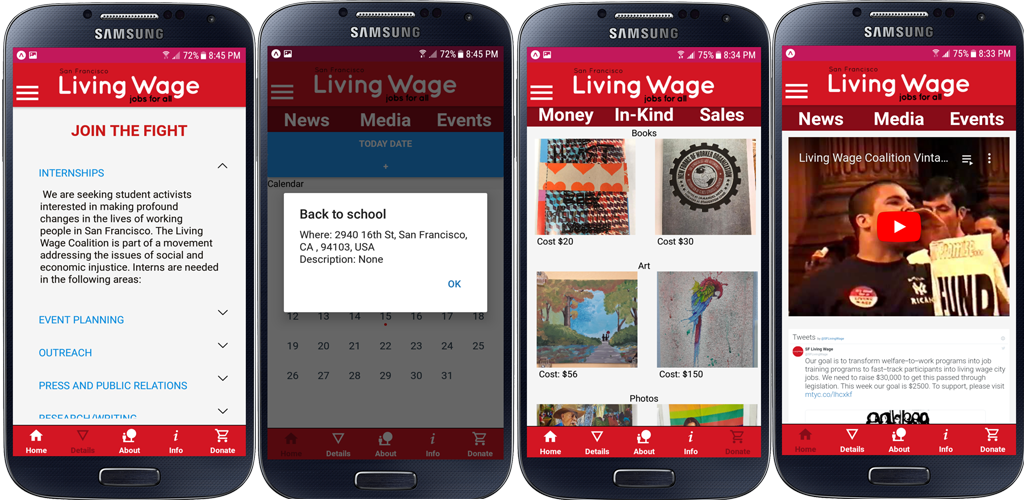 SAMSUNG
72% 8:45 PM
San Francisco
Living Wage
jobs for all
JOIN THE FIGHT
INTERNSHIPS
We are seeking student activists
interested in making profound
changes in the lives of working
people in San Francisco. The Living
Wage Coalition is part of a movement
addressing the issues of social and
economic injustice. Interns are needed
in the following areas:
EVENT PLANNING
OUTREACH
PRESS AND PUBLIC RELATIONS
RESEARCH/WRITING
Home Details About Info Donate
SAMSUNG
72% 8:45 PM
San Francisco
Living Wage
jobs for all
News Media Events
TODAY DATE
+
Calendar
Back to school
Where: 2940 16th St, San Francisco,
CA , 94103, USA
Description: None
OK
12 13 14 15 16 17 18
19 20 21 22 23 24 25
26 27 28 29 30 31
Home Details About Info Donate
SAMSUNG
75% 8:34 PM
San Francisco
Living Wage
jobs for all
Money In-Kind Sales
Books
Cost $20 Cost $30
Art
Cost: $56 Cost: $150
Photos
Home Details About Info Donate
SAMSUNG
75% 8:33 PM
San Francisco
Living Wage
jobs for all
News Media Events
Living Wage Coalition Vinta...
FUND
Tweets
SF Living Wage
Our goal is to transform welfare-to-work programs into job
training programs to fast-track participants into living wage city
jobs. We need to raise $30,000 to get this passed through
legislation. This week our goal is $2500. To support, please visit
mtyc.co/lhcxkf
Home Details About Info Donate